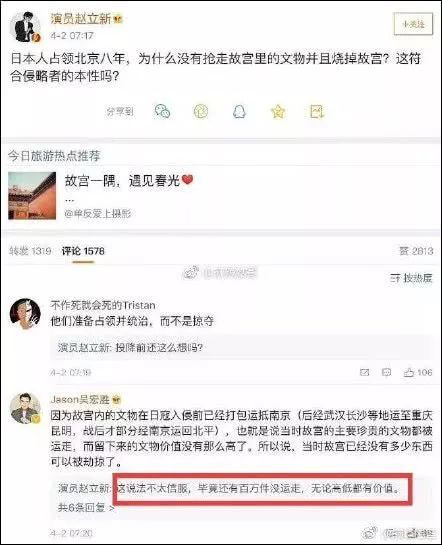 演员赵立新
4-2 07:17
+关注
日本人占领北京八年，为什么没有抢走故宫里的文物并且烧掉故宫？这符
合侵略者的本性吗？
分享到
今日旅游热点推荐
故宫一隅，遇见春光
...
@单反爱上摄影
转发 1319 评论 1578 赞 2813
按热度
不作死就会死的Tristan
他们准备占领并统治，而不是掠夺
演员赵立新：投降前还这么想吗？
4-2 07:19
106
Jason吴宏胜
因为故宫内的文物在日寇入侵前已经打包运抵南京（后经武汉长沙等地运至重庆
昆明，战后才部分经南京运回北平），也就是说当时故宫的主要珍贵的文物都
被运走，而留下来的文物价值没有那么高了。所以说，当时故宫已经没有多少东西
可以被劫掠了。
演员赵立新：这说法不太信服，毕竟还有百万件没运走，无论高低都有价值。
共6条回复 >
4-2 07:20